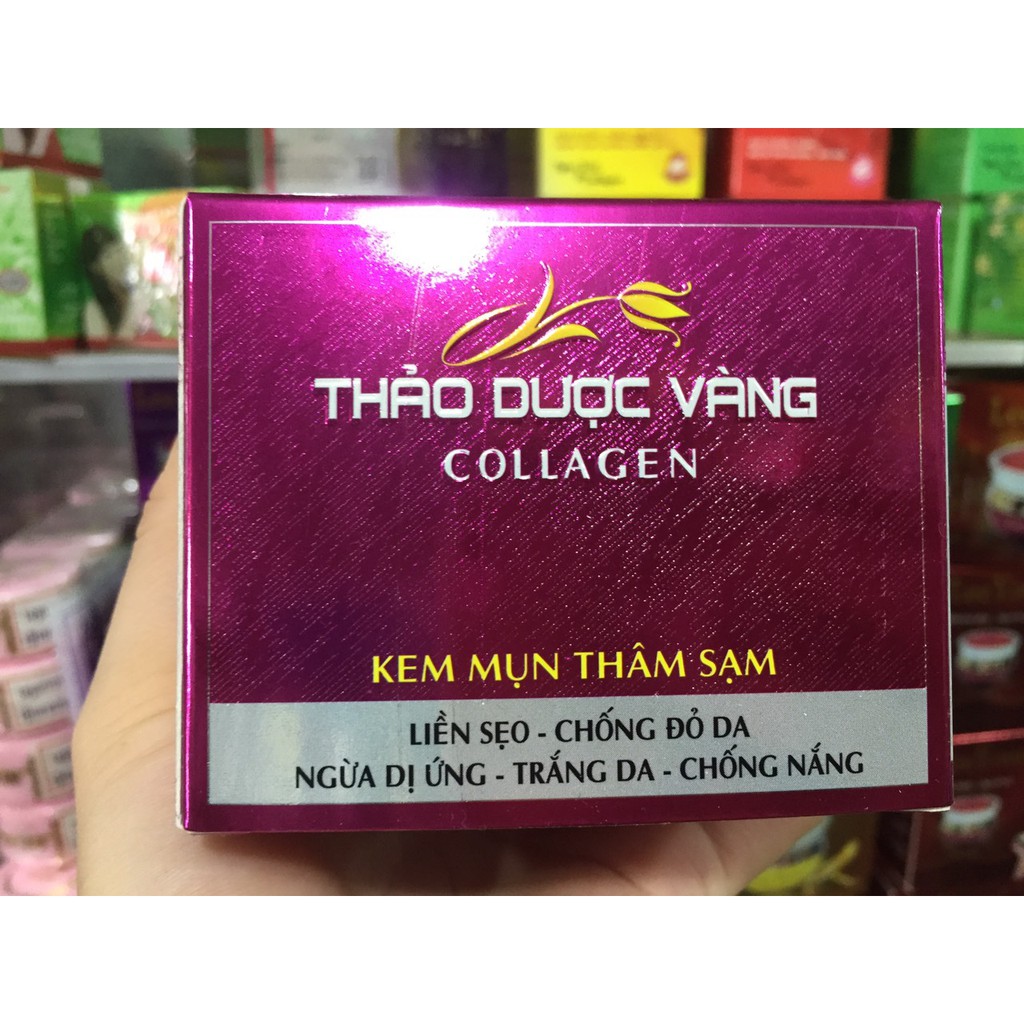 THẢO DƯỢC VÀNG
COLLAGEN
KEM MỤN THÂM SẠM
LIỀN SẸO - CHỐNG ĐỎ DA
NGỪA DỊ ỨNG - TRẮNG DA - CHỐNG NẮNG